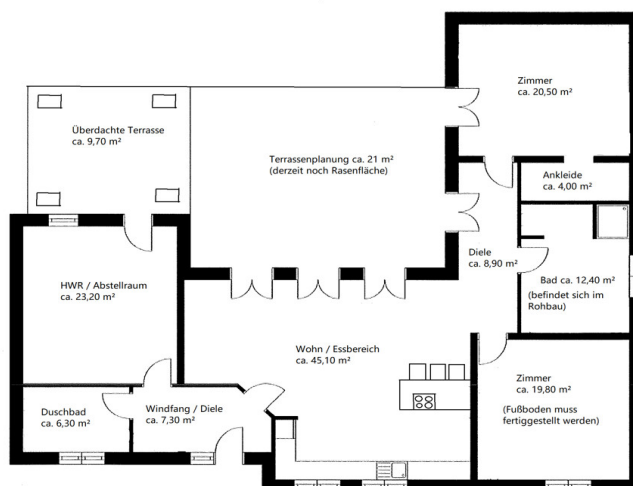 Zimmer
ca. 20,50 m²
Überdachte Terrasse
ca. 9,70 m²
Terrassenplanung ca. 21 m²
(derzeit noch Rasenfläche)
Ankleide
ca. 4,00 m²
Diele
ca. 8,90 m²
Bad ca. 12,40 m²
(befindet sich im
Rohbau)
HWR / Abstellraum
ca. 23,20 m²
Wohn / Essbereich
ca. 45,10 m²
Zimmer
ca. 19,80 m²
(Fußboden muss
fertiggestellt werden)
Duschbad
ca. 6,30 m²
Windfang / Diele
ca. 7,30 m²